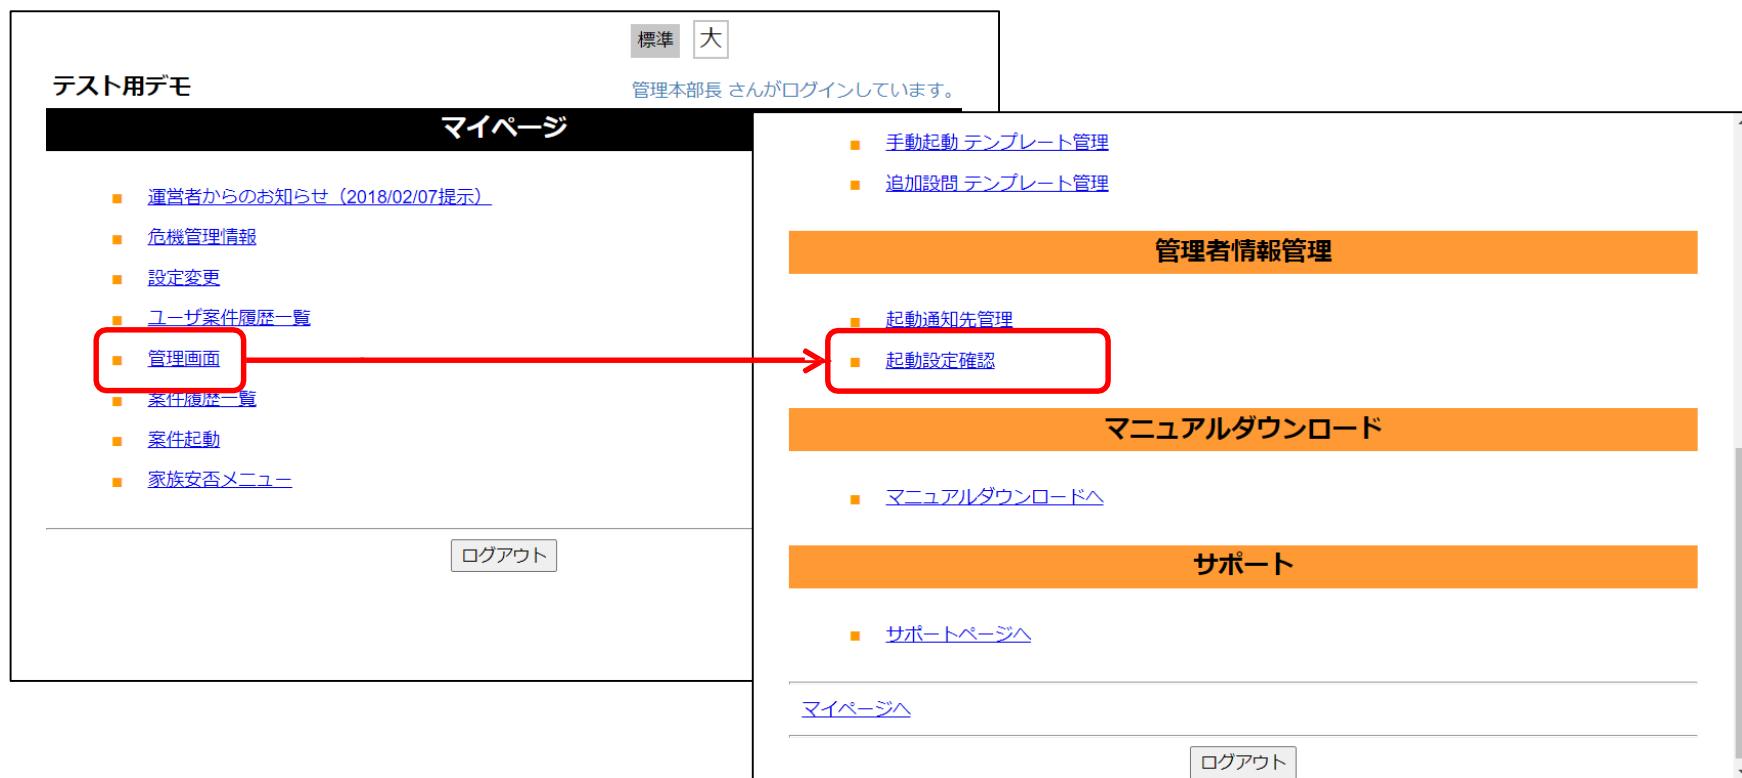 標準 大
テスト用デモ
管理本部長 さんがログインしています。
マイページ
■ 運営者からのお知らせ（2018/02/07提示）
■ 危機管理情報
■ 設定変更
■ ユーザ案件履歴一覧
■ 管理画面
■ 案件履歴一覧
■ 案件起動
■ 家族安否メニュー
ログアウト
■ 手動起動 テンプレート管理
■ 追加設問 テンプレート管理
管理者情報管理
■ 起動通知先管理
■ 起動設定確認
マニュアルダウンロード
■ マニュアルダウンロードへ
サポート
■ サポートページへ
マイページへ
ログアウト